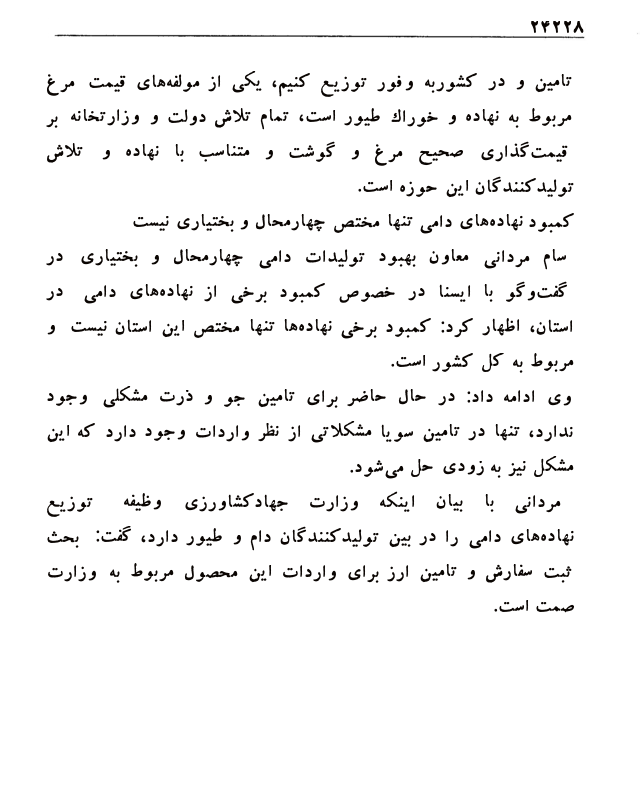 ۲۴۲۲۸
تامین و در کشوربه وفور توزیع کنیم، یکی از مولفه‌های قیمت مرغ
مربوط به نهاده و خوراك طیور است، تمام تلاش دولت و وزارتخانه بر
قیمت‌گذاری صحیح مرغ و گوشت و متناسب با نهاده و تلاش
تولیدکنندگان این حوزه است.
کمبود نهاده‌های دامی تنها مختص چهارمحال و بختیاری نیست
سام مردانی معاون بهبود تولیدات دامی چهارمحال و بختیاری در
گفت‌وگو با ایسنا در خصوص کمبود برخی از نهاده‌های دامی در
استان، اظهار کرد: کمبود برخی نهاده‌ها تنها مختص این استان نیست و
مربوط به کل کشور است.
وی ادامه داد: در حال حاضر برای تامین جو و ذرت مشکلی وجود
ندارد، تنها در تامین سویا مشکلاتی از نظر واردات وجود دارد که این
مشکل نیز به زودی حل می‌شود.
مردانی با بیان اینکه وزارت جهادکشاورزی وظیفه توزیع
نهاده‌های دامی را در بین تولیدکنندگان دام و طیور دارد، گفت: بحث
ثبت سفارش و تامین ارز برای واردات این محصول مربوط به وزارت
صمت است.